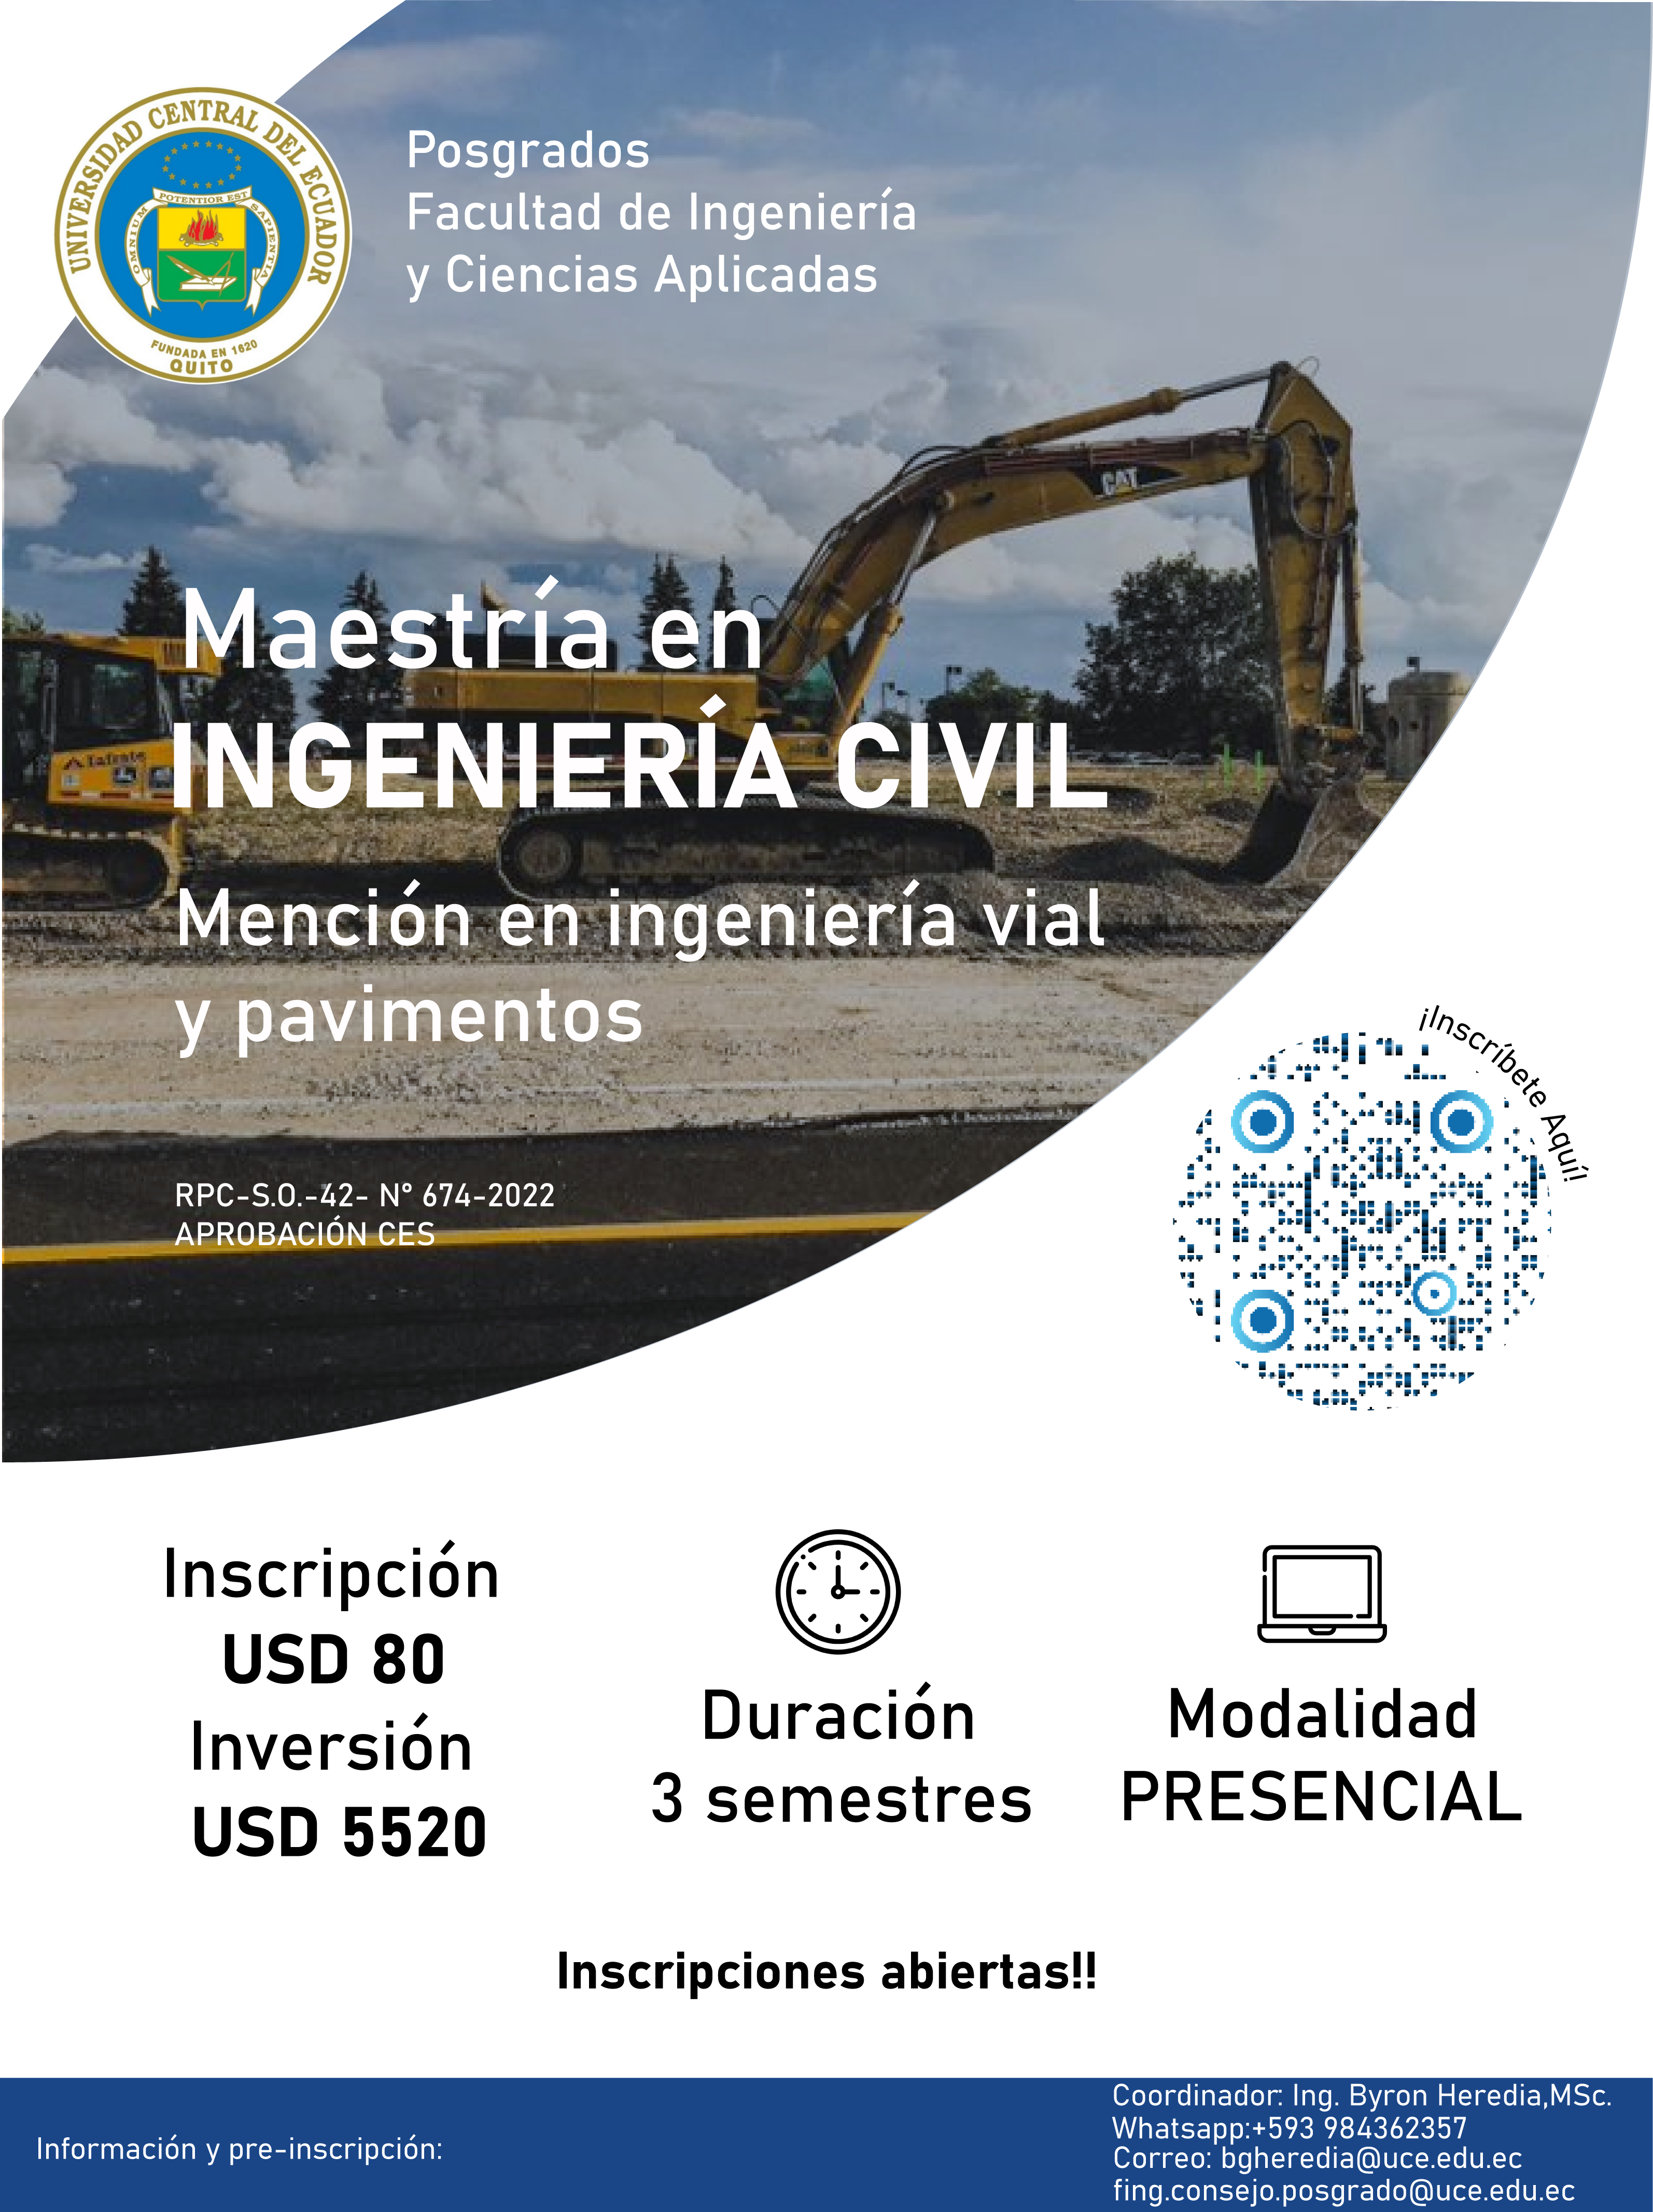 UNIVERSIDAD CENTRAL DEL ECUADOR
OMNIUM POTENTIOR EST SAPIENTIA
FUNDADA EN 1620
QUITO
Posgrados
Facultad de Ingeniería
y Ciencias Aplicadas
CAT
Maestría en
INGENIERÍA CIVIL
Mención en ingeniería vial
y pavimentos
¡Inscríbete Aquí!
RPC-S.O.-42- N° 674-2022
APROBACIÓN CES
Inscripción
USD 80
Inversión
USD 5520
Duración
3 semestres
Modalidad
PRESENCIAL
Inscripciones abiertas!!
Información y pre-inscripción:
Coordinador: Ing. Byron Heredia,MSc.
Whatsapp:+593 984362357
Correo: bgheredia@uce.edu.ec
fing.consejo.posgrado@uce.edu.ec